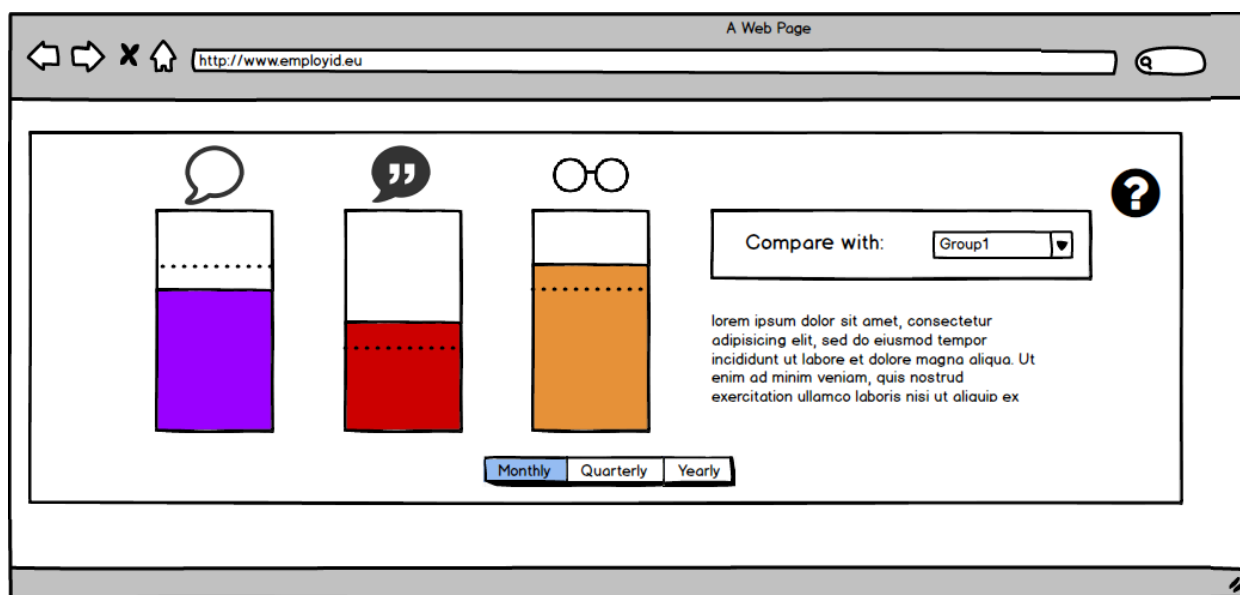 A Web Page
http://www.employid.eu
Compare with:
Group1
lorem ipsum dolor sit amet, consectetur
adipisicing elit, sed do eiusmod tempor
incididunt ut labore et dolore magna aliqua. Ut
enim ad minim veniam, quis nostrud
exercitation ullamco laboris nisi ut aliquip ex
Monthly Quarterly Yearly